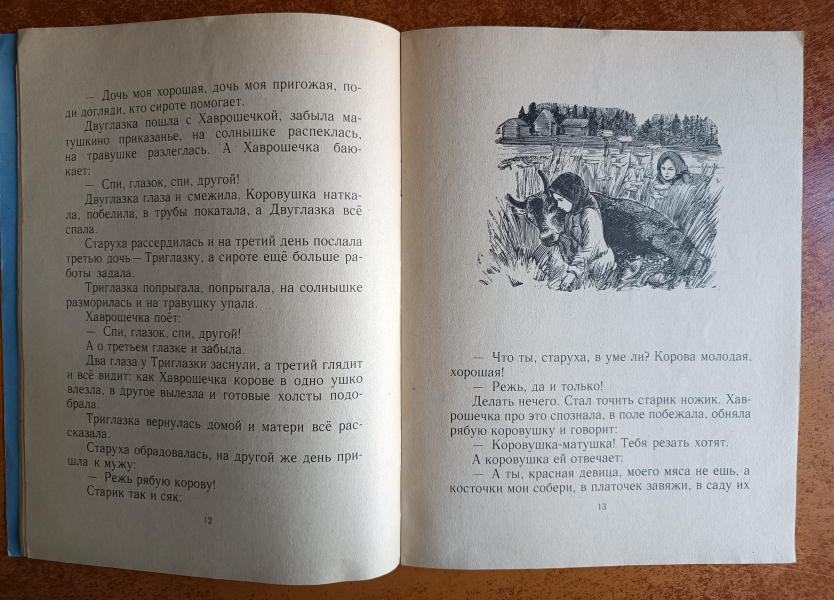 — Дочь моя хорошая, дочь моя пригожая, по-
ди догляди, кто сироте помогает.
Двуглазка пошла с Хаврошечкой, забыла ма-
тушкино приказанье, на солнышке распеклась,
на травушке разлеглась. А Хаврошечка баю-
кает:
— Спи, глазок, спи, другой!
Двуглазка глаза и смежила. Коровушка натка-
ла, побелила, в трубы покатала, а Двуглазка всё
спала.
Старуха рассердилась и на третий день послала
третью дочь — Триглазку, а сироте ещё больше ра-
боты задала.
Триглазка попрыгала, попрыгала, на солнышке
разморилась и на травушку упала.
Хаврошечка поёт:
— Спи, глазок, спи, другой!
А о третьем глазке и забыла.
Два глаза у Триглазки заснули, а третий глядит
и всё видит: как Хаврошечка корове в одно ушко
влезла, в другое вылезла и готовые холсты подо-
брала.
Триглазка вернулась домой и матери всё рас-
сказала.
Старуха обрадовалась, на другой же день при-
шла к мужу:
— Режь рябую корову!
Старик так и сяк:
12
— Что ты, старуха, в уме ли? Корова молодая,
хорошая!
— Режь, да и только!
Делать нечего. Стал точить старик ножик. Хав-
рошечка про это спознала, в поле побежала, обняла
рябую коровушку и говорит:
— Коровушка-матушка! Тебя резать хотят.
А коровушка ей отвечает:
— А ты, красная девица, моего мяса не ешь, а
косточки мои собери, в платочек завяжи, в саду их
13